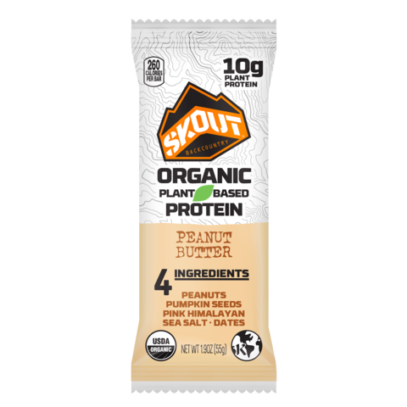 260
CALORIES
PER BAR
10g
PLANT
PROTEIN
SKOUT
BACKCOUNTRY
ORGANIC
PLANT BASED
PROTEIN
PEANUT
BUTTER
4 INGREDIENTS
PEANUTS
PUMPKIN SEEDS
PINK HIMALAYAN
SEA SALT · DATES
USDA
ORGANIC
NET WT 1.9OZ (55g)
K